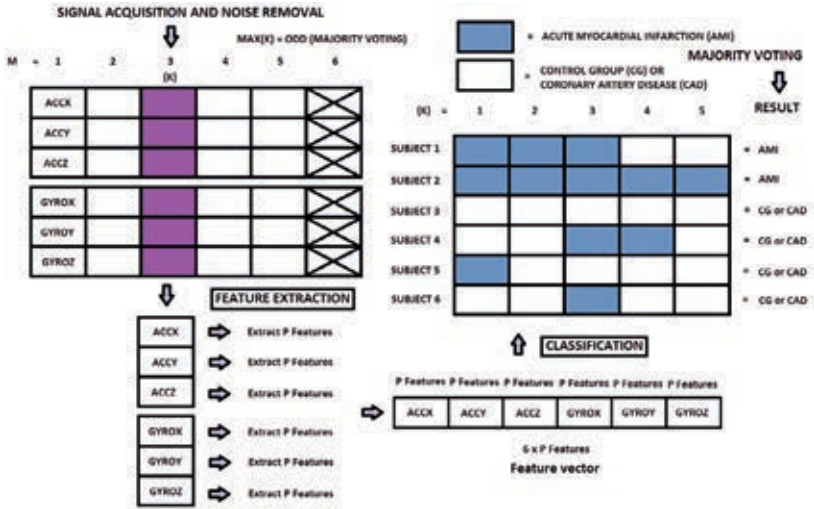 SIGNAL ACQUISITION AND NOISE REMOVAL
MAX(K) = ODD (MAJORITY VOTING)
M = 1 2 3 4 5 6
(K)
ACCX
ACCY
ACCZ
GYROX
GYROY
GYROZ
FEATURE EXTRACTION
ACCX Extract P Features
ACCY Extract P Features
ACCZ Extract P Features
GYROX Extract P Features
GYROY Extract P Features
GYROZ Extract P Features
P Features P Features P Features P Features P Features P Features
ACCX ACCY ACCZ GYROX GYROY GYROZ
6 x P Features
Feature vector
CLASSIFICATION
= ACUTE MYOCARDIAL INFARCTION (AMI)
= CONTROL GROUP (CG) OR
CORONARY ARTERY DISEASE (CAD)
MAJORITY VOTING
RESULT
(K) = 1 2 3 4 5
SUBJECT 1 = AMI
SUBJECT 2 = AMI
SUBJECT 3 = CG or CAD
SUBJECT 4 = CG or CAD
SUBJECT 5 = CG or CAD
SUBJECT 6 = CG or CAD